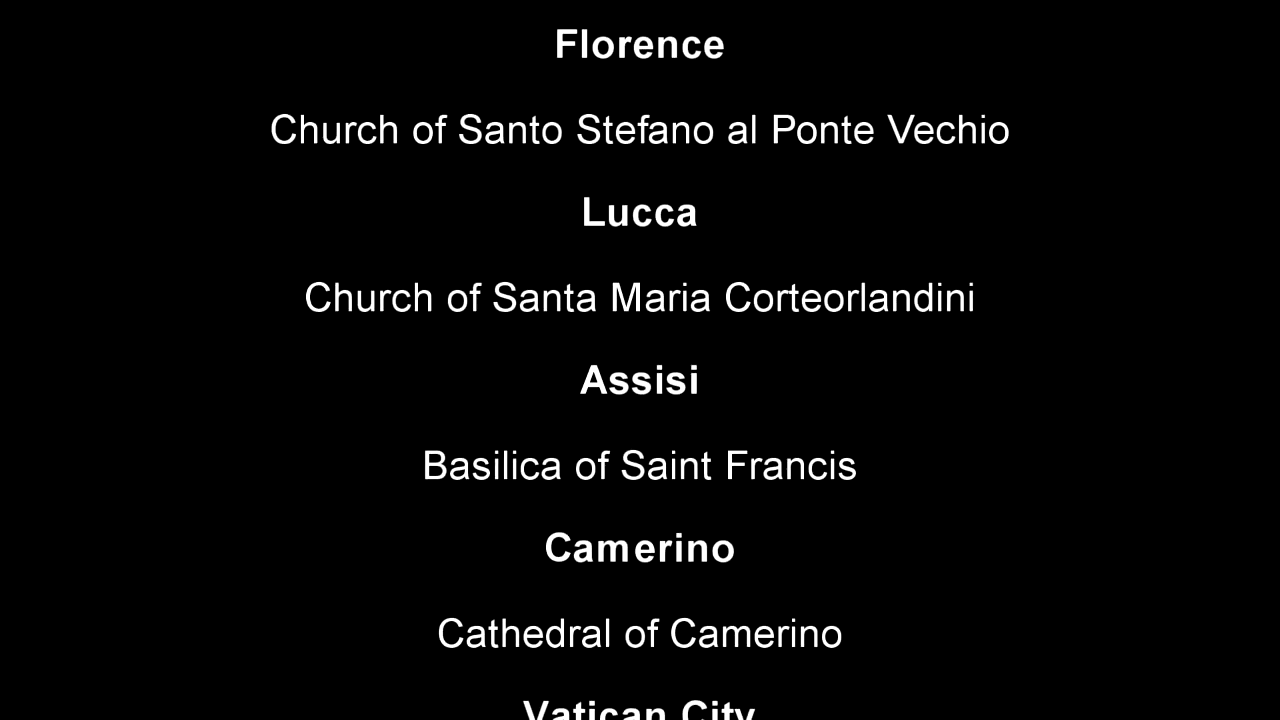 Florence
Church of Santo Stefano al Ponte Vechio
Lucca
Church of Santa Maria Corteorlandini
Assisi
Basilica of Saint Francis
Camerino
Cathedral of Camerino
Vatican City